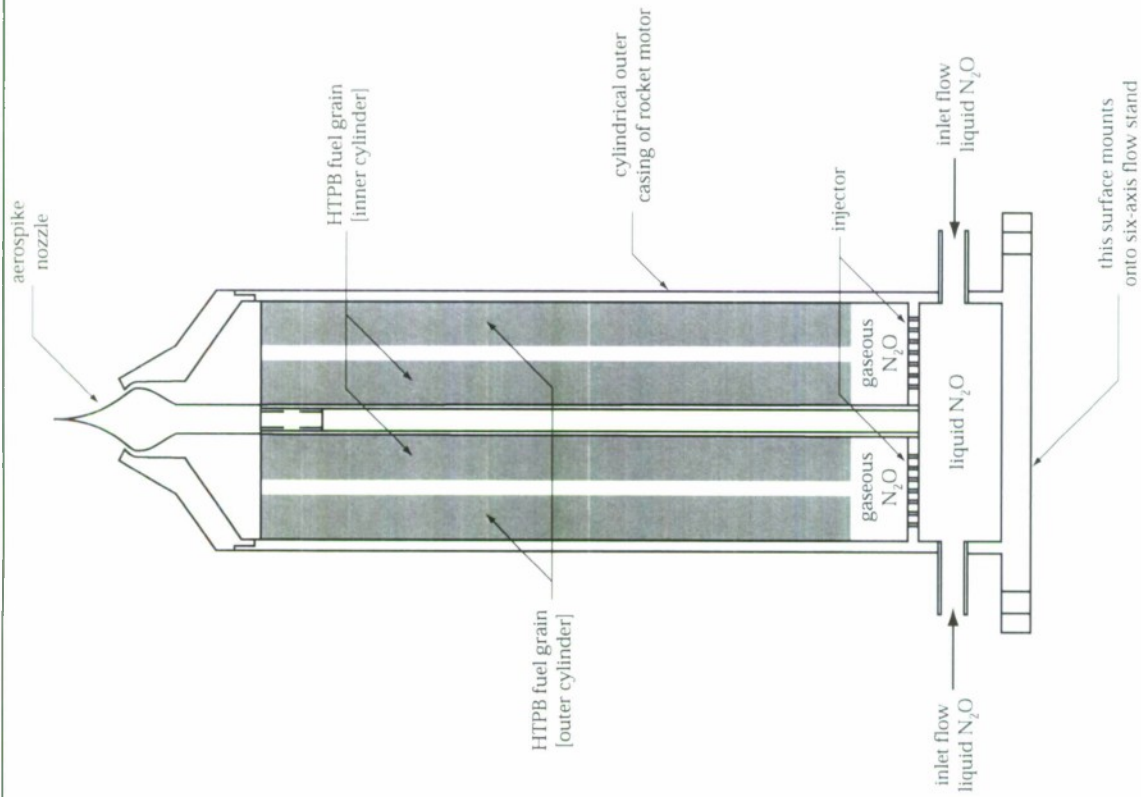 aerospike
nozzle
HTPB fuel grain
[inner cylinder]
cylindrical outer
casing of rocket motor
injector
inlet flow
liquid N₂O
this surface mounts
onto six-axis flow stand
gaseous
N₂O
gaseous
N₂O
liquid N₂O
HTPB fuel grain
[outer cylinder]
inlet flow
liquid N₂O